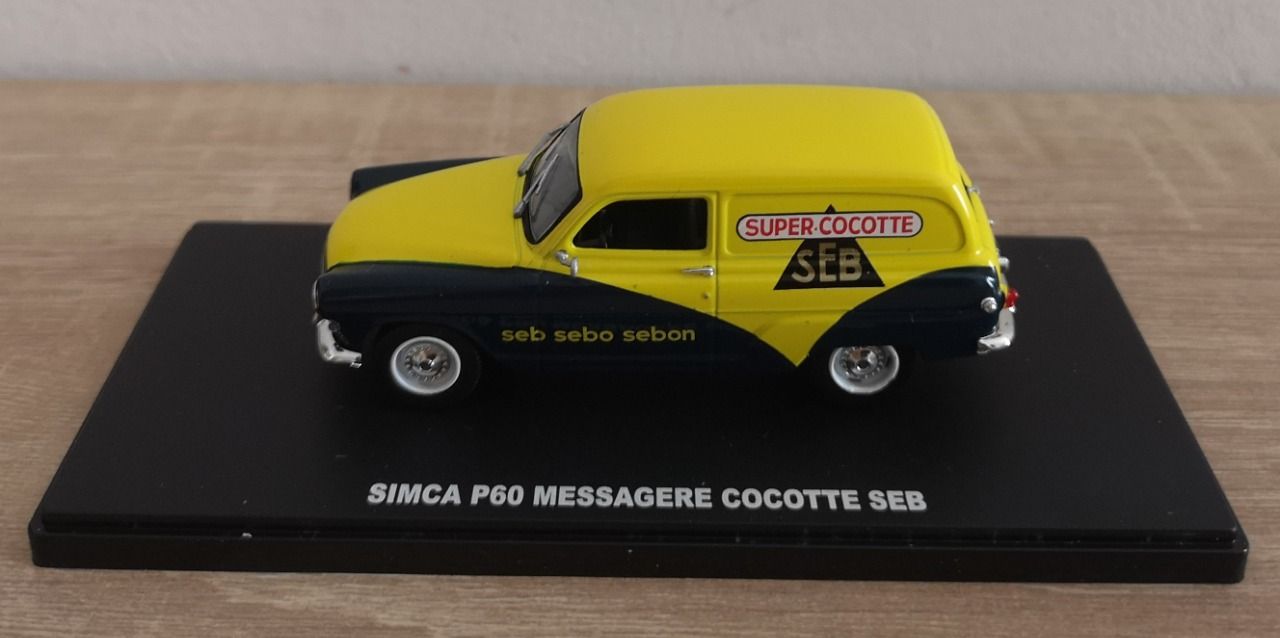 SUPER-COCOTTE
SEB
seb sebo sebon
SIMCA P60 MESSAGERE COCOTTE SEB